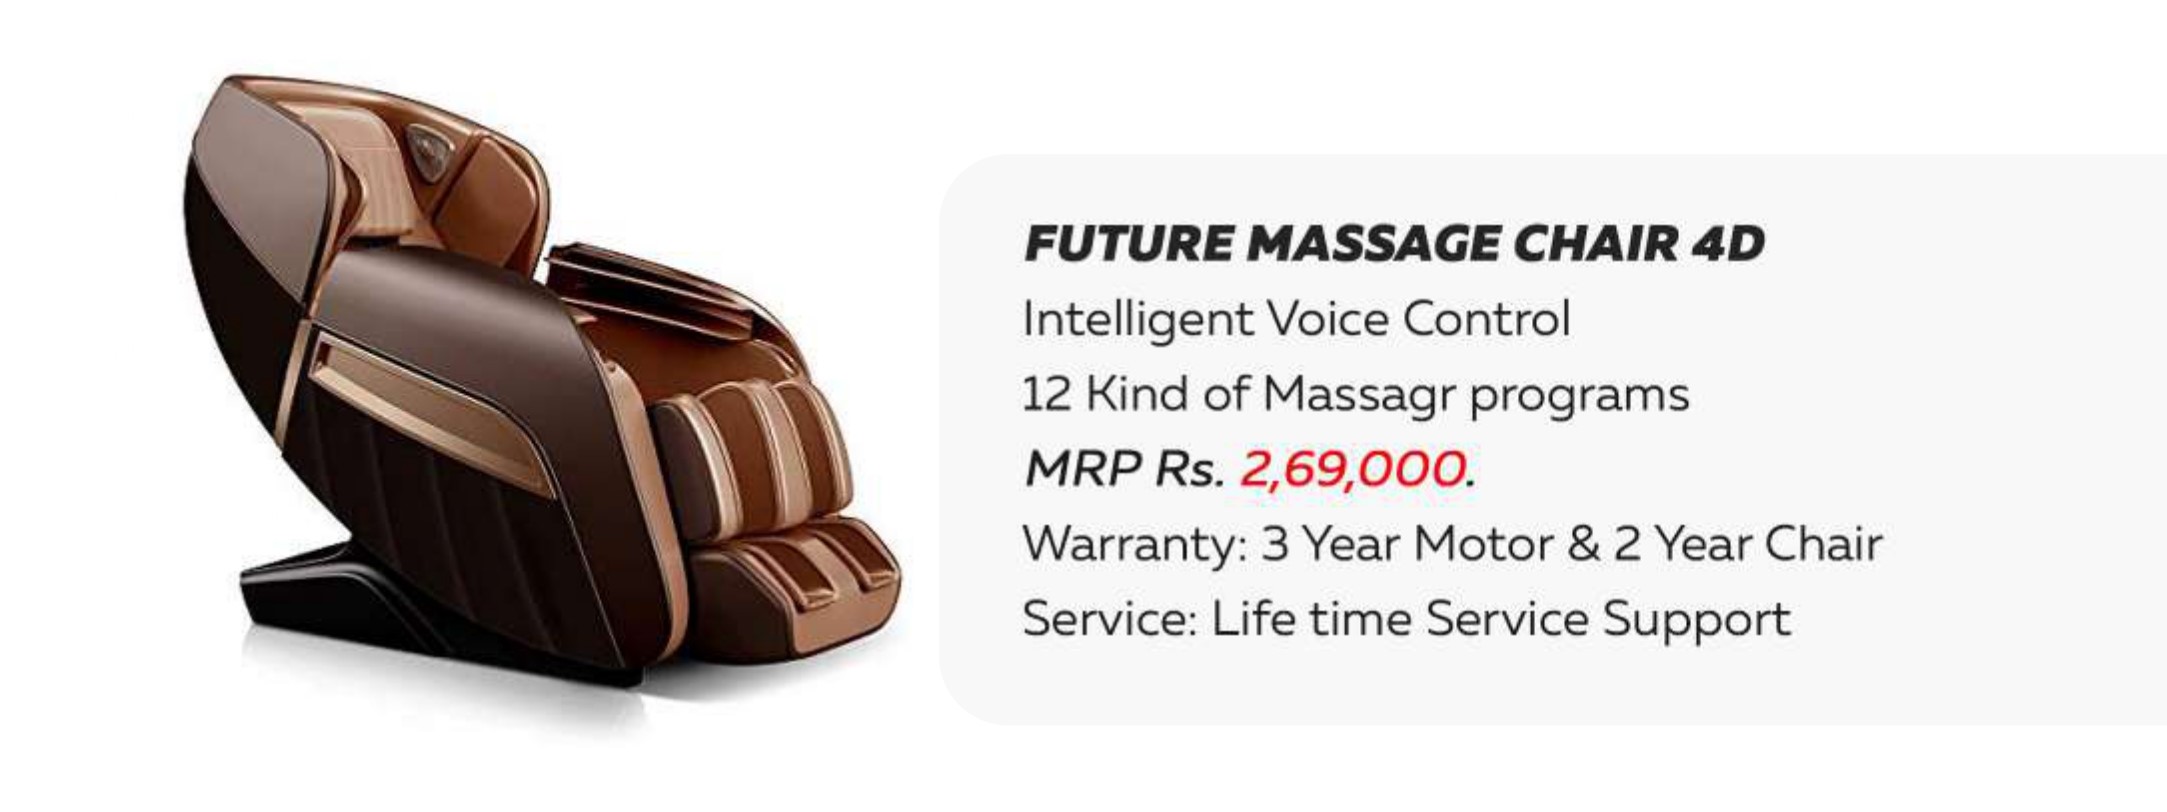 FUTURE MASSAGE CHAIR 4D
Intelligent Voice Control
12 Kind of Massagr programs
MRP Rs. 2,69,000.
Warranty: 3 Year Motor & 2 Year Chair
Service: Life time Service Support